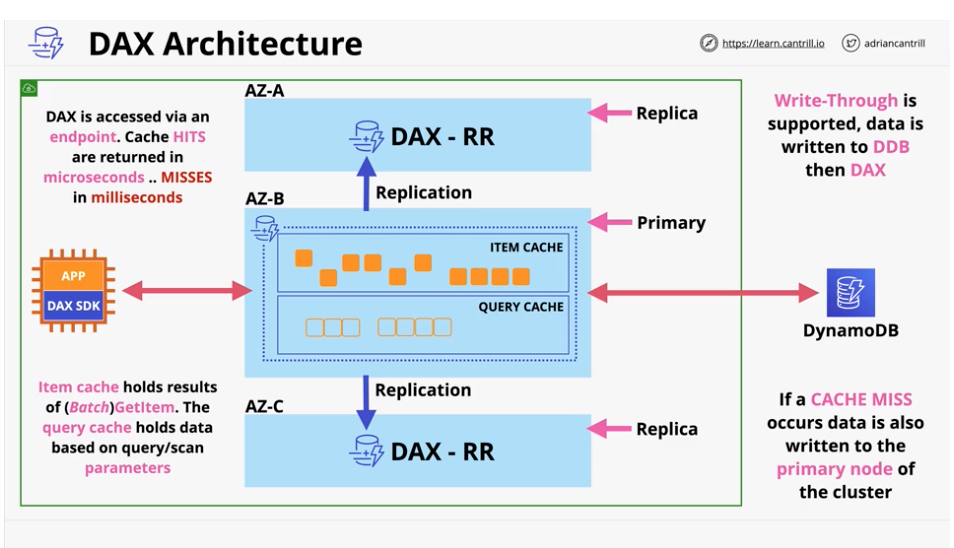 DAX Architecture
https://learn.cantrill.io
adriancantrill
DAX is accessed via an
endpoint. Cache HITS
are returned in
microseconds .. MISSES
in milliseconds
AZ-A
DAX - RR
Replica
Replication
Write-Through is
supported, data is
written to DDB
then DAX
AZ-B
Primary
ITEM CACHE
QUERY CACHE
APP
DAX SDK
DynamoDB
Replication
Item cache holds results
of (Batch)GetItem. The
query cache holds data
based on query/scan
parameters
AZ-C
DAX - RR
Replica
If a CACHE MISS
occurs data is also
written to the
primary node of
the cluster